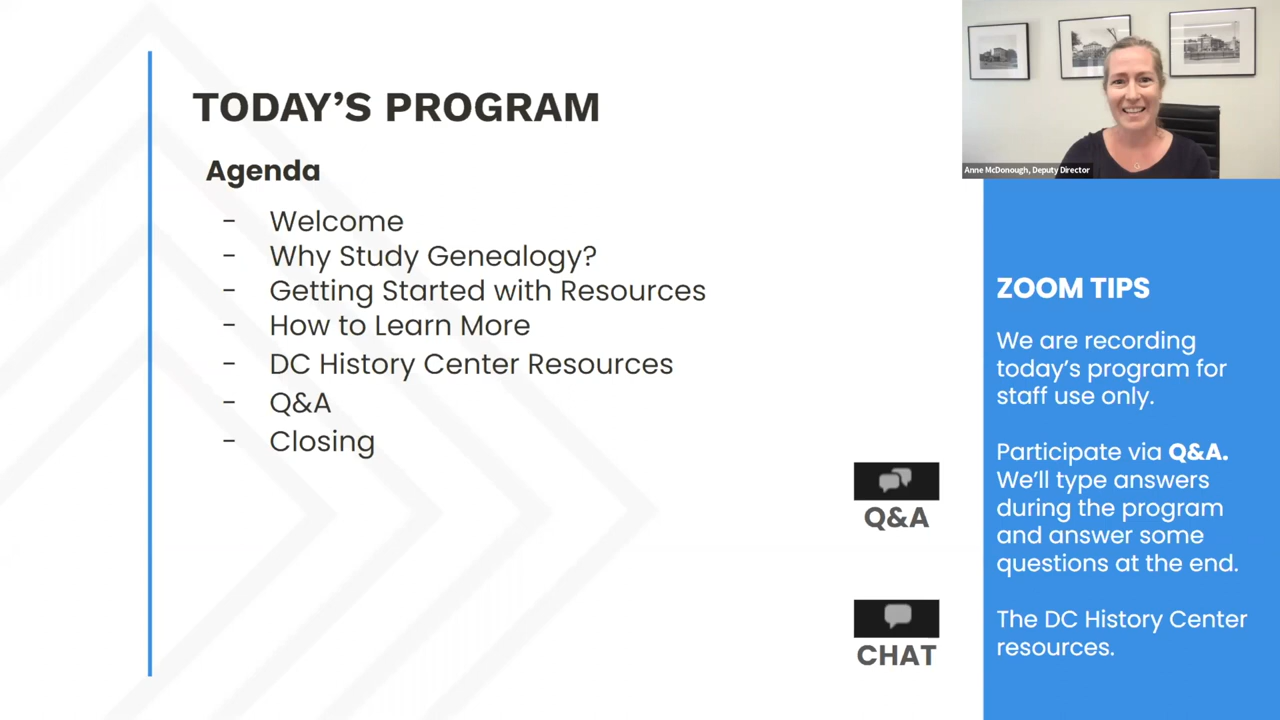 TODAY'S PROGRAM
Agenda
- Welcome
- Why Study Genealogy?
- Getting Started with Resources
- How to Learn More
- DC History Center Resources
- Q&A
- Closing
Q&A
CHAT
Anne McDonough, Deputy Director
ZOOM TIPS
We are recording
today's program for
staff use only.
Participate via Q&A.
We'll type answers
during the program
and answer some
questions at the end.
The DC History Center
resources.